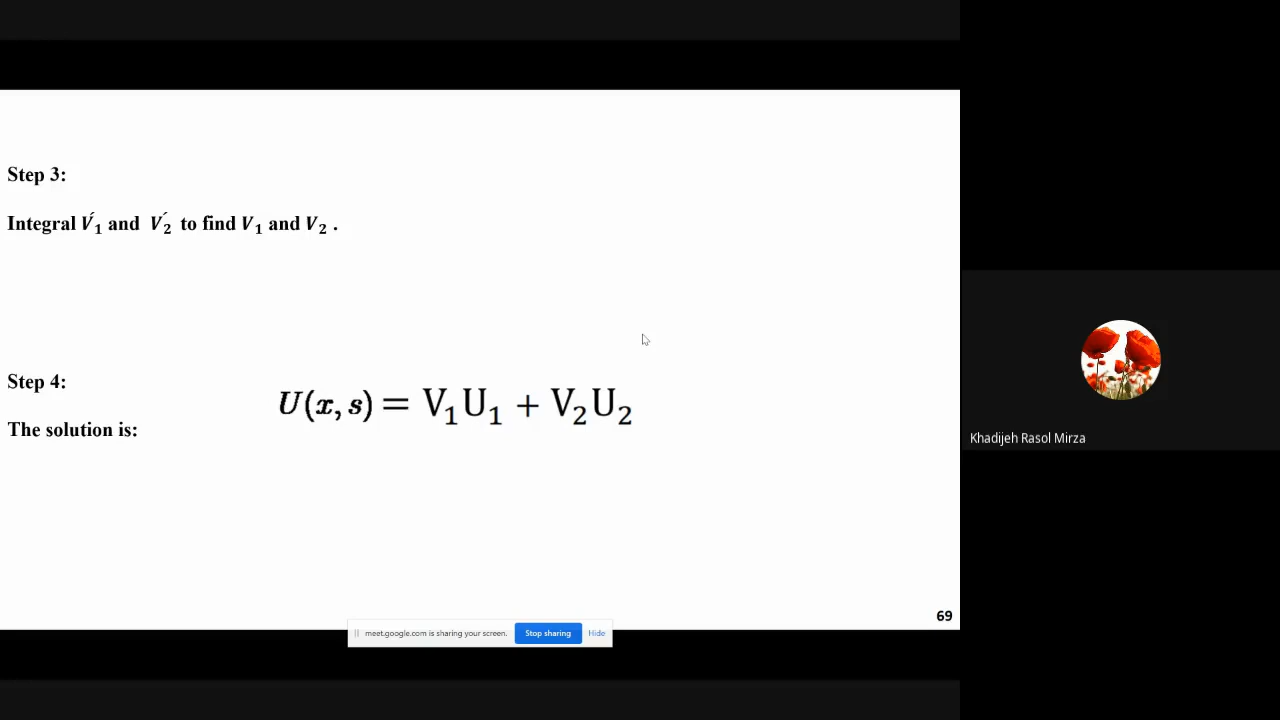 Step 3:
Integral V́₁ and V́₂ to find V₁ and V₂ .
Step 4:
U(x, s) = V₁U₁ + V₂U₂
The solution is:
Khadijeh Rasol Mirza
69
meet.google.com is sharing your screen.
Stop sharing
Hide